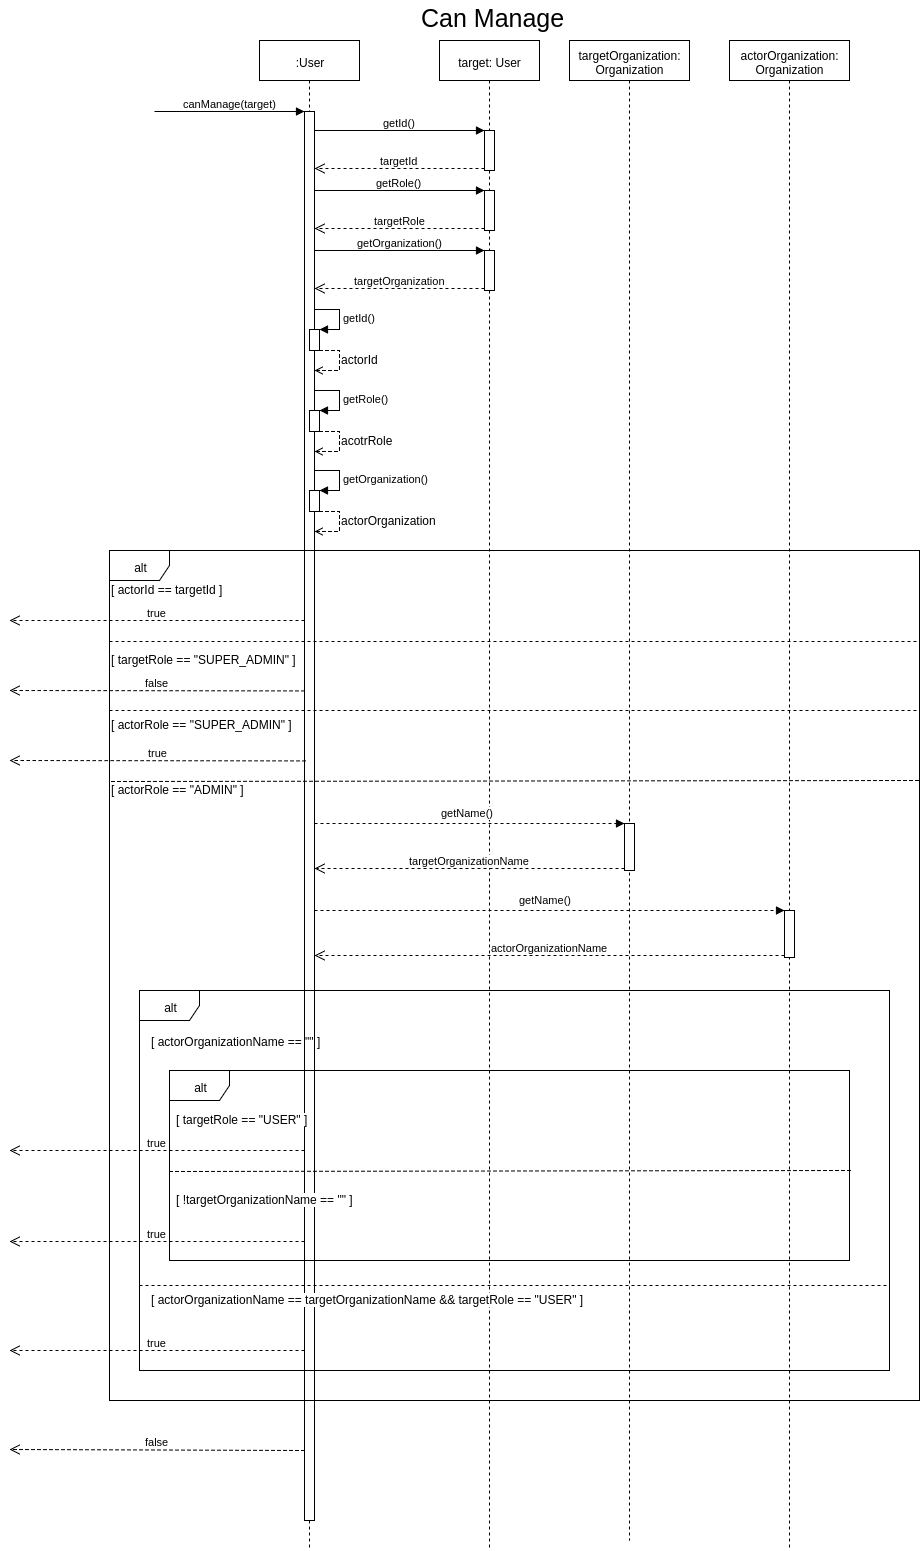 Can Manage
:User
target: User
targetOrganization:
Organization
actorOrganization:
Organization
canManage(target)
getId()
targetId
getRole()
targetRole
getOrganization()
targetOrganization
getId()
actorId
getRole()
acotrRole
getOrganization()
actorOrganization
alt
[ actorId == targetId ]
true
[ targetRole == "SUPER_ADMIN" ]
false
[ actorRole == "SUPER_ADMIN" ]
true
[ actorRole == "ADMIN" ]
getName()
targetOrganizationName
getName()
actorOrganizationName
alt
[ actorOrganizationName == "" ]
alt
[ targetRole == "USER" ]
true
[ !targetOrganizationName == "" ]
true
[ actorOrganizationName == targetOrganizationName && targetRole == "USER" ]
true
false